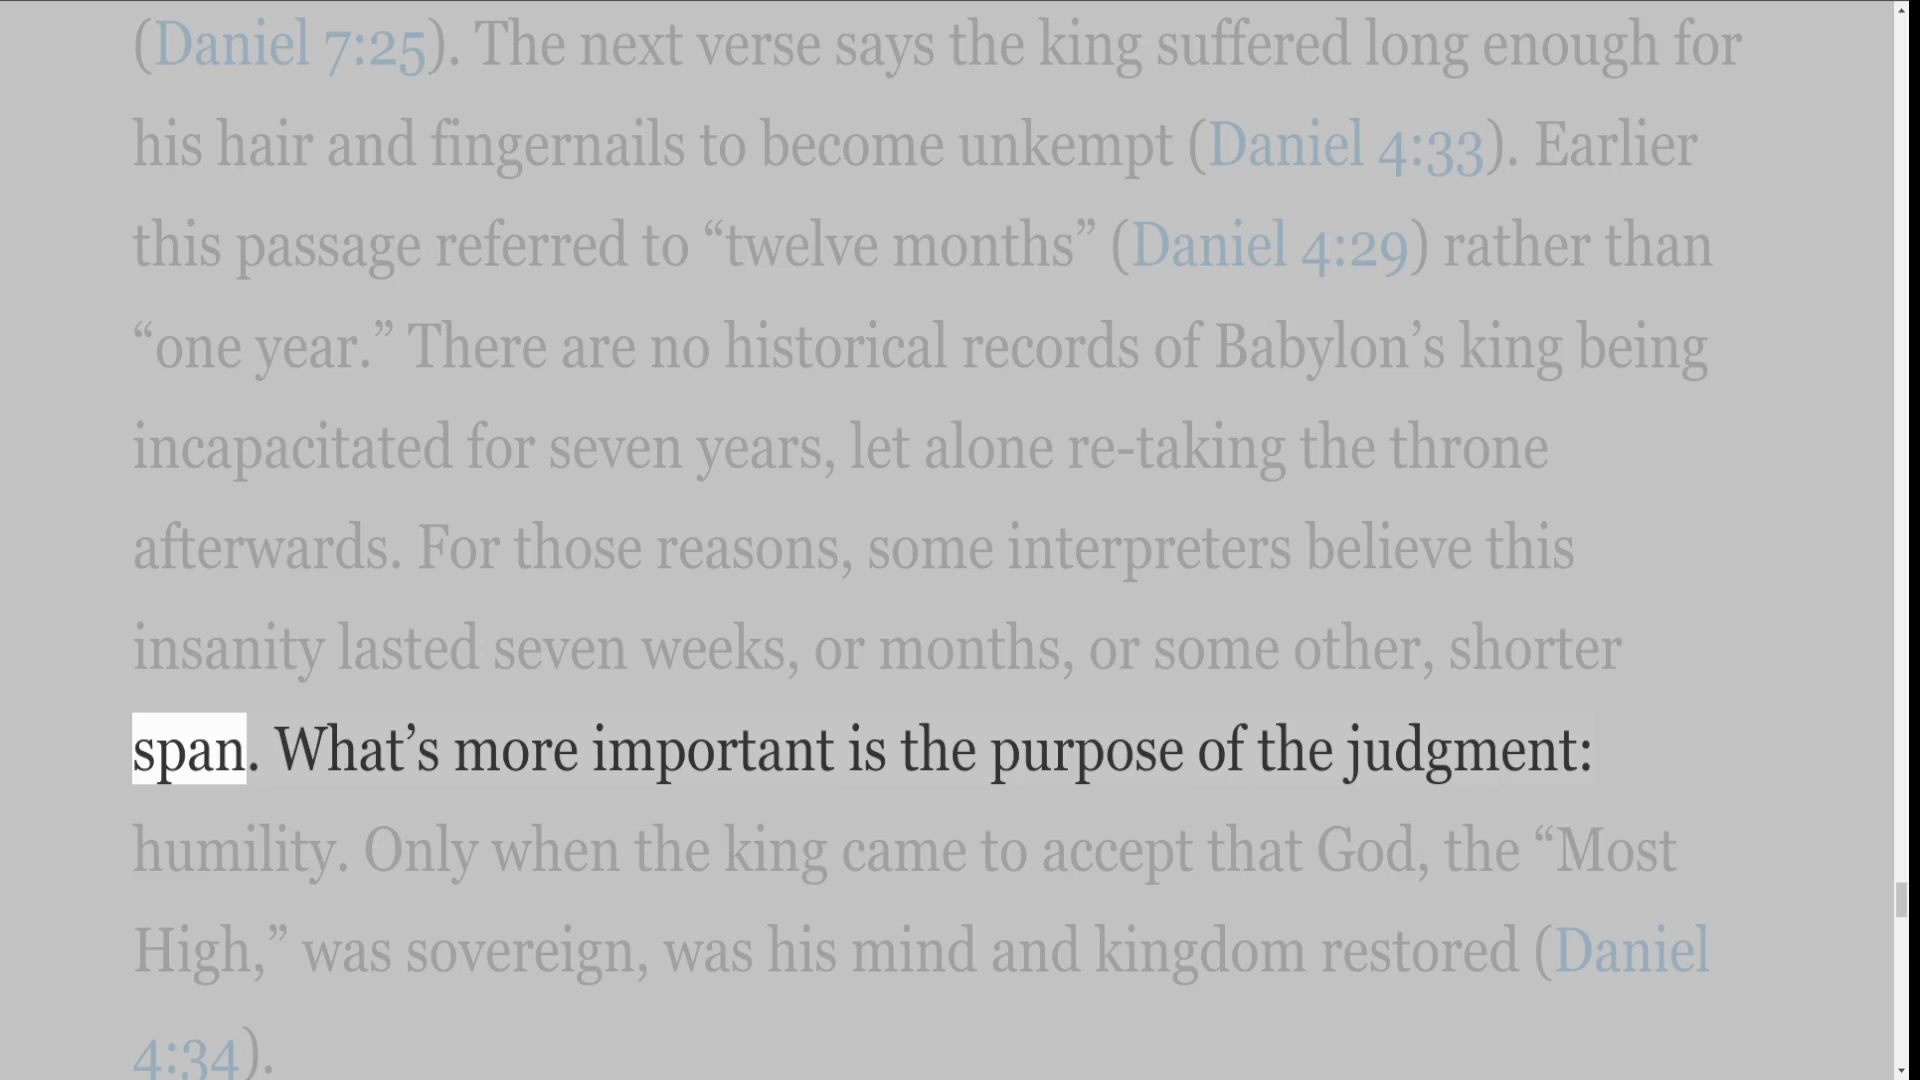 (Daniel 7:25). The next verse says the king suffered long enough for
his hair and fingernails to become unkempt (Daniel 4:33). Earlier
this passage referred to “twelve months” (Daniel 4:29) rather than
“one year.” There are no historical records of Babylon’s king being
incapacitated for seven years, let alone re-taking the throne
afterwards. For those reasons, some interpreters believe this
insanity lasted seven weeks, or months, or some other, shorter
span. What’s more important is the purpose of the judgment:
humility. Only when the king came to accept that God, the “Most
High,” was sovereign, was his mind and kingdom restored (Daniel
4:34).